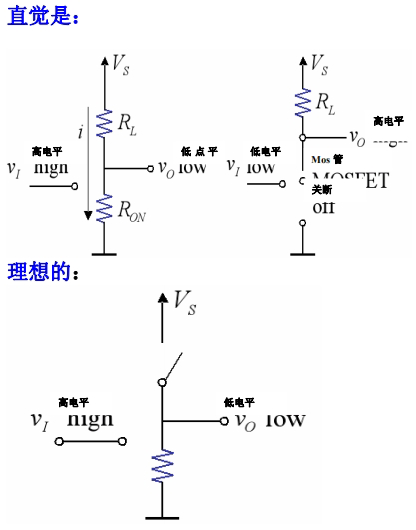 直觉是：
V_S
V_S
R_L
R_L
i
高电平
v_I high
低 点 平
v_O low
R_ON
低电平
v_I low
高电平
v_O
Mos 管
MOSFET
关断
off
理想的：
V_S
高电平
v_I high
低电平
v_O low